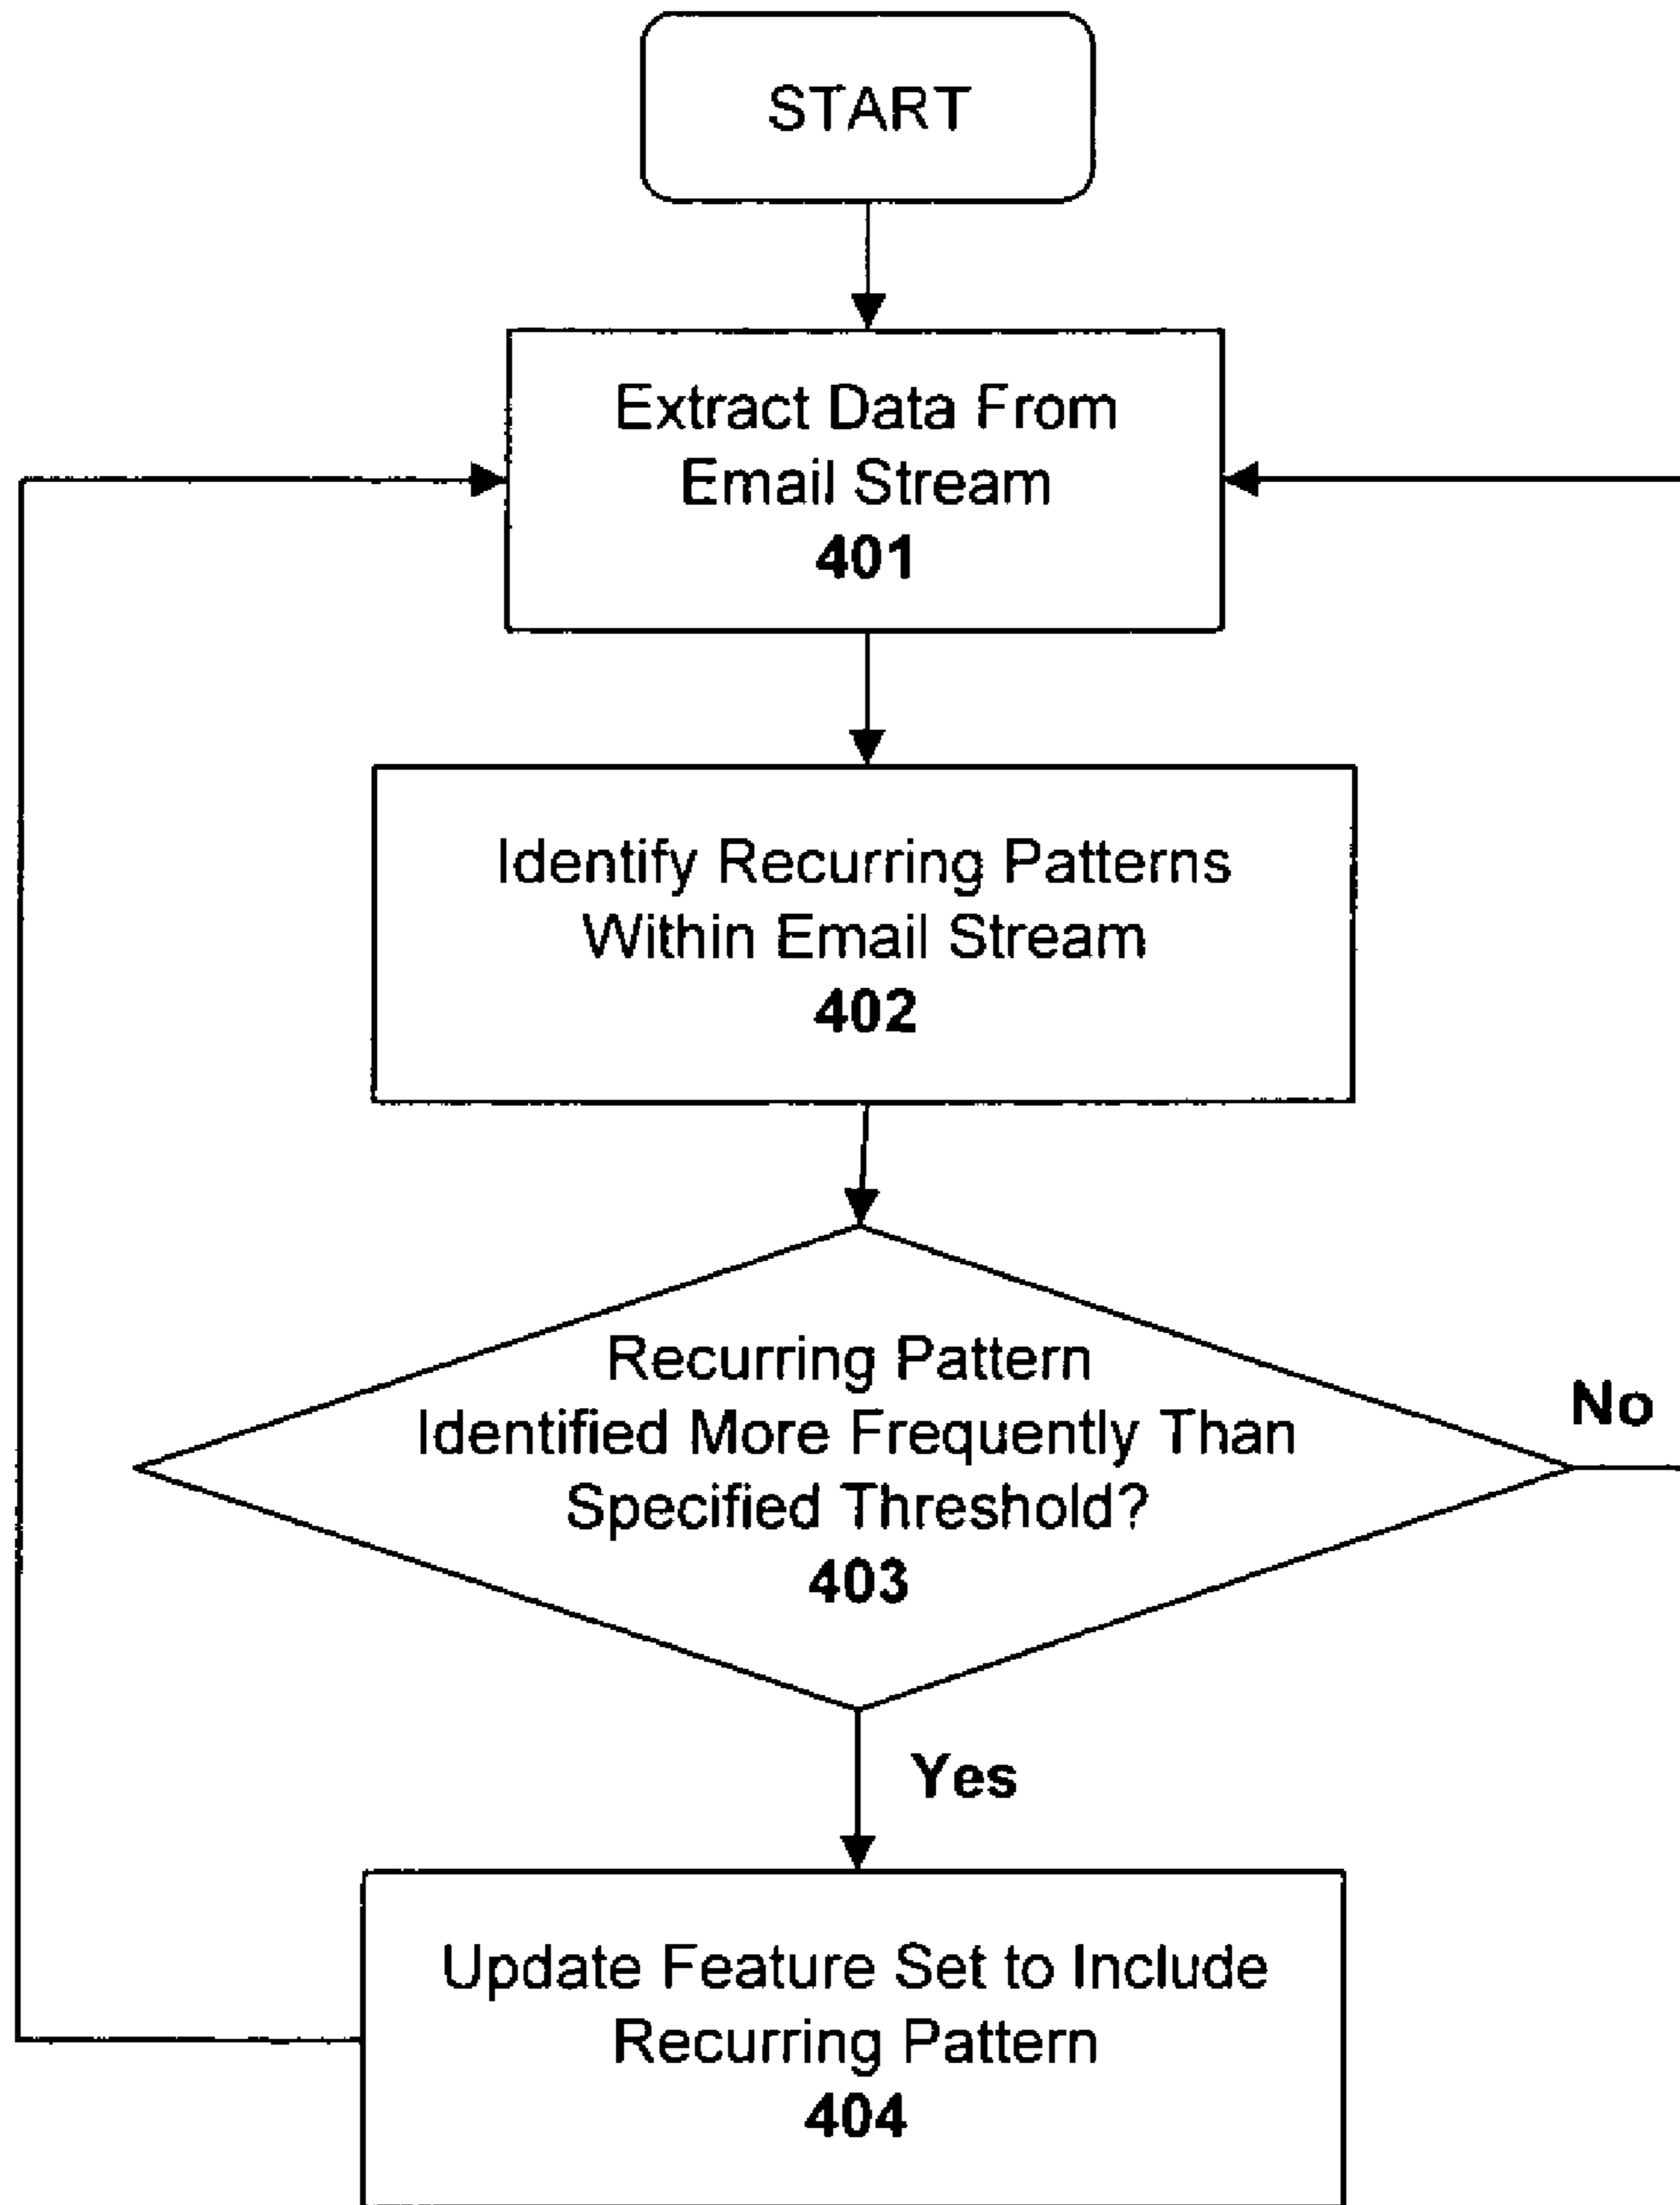 START
Extract Data From
Email Stream
401
Identify Recurring Patterns
Within Email Stream
402
Recurring Pattern
Identified More Frequently Than
Specified Threshold?
403
No
Yes
Update Feature Set to Include
Recurring Pattern
404